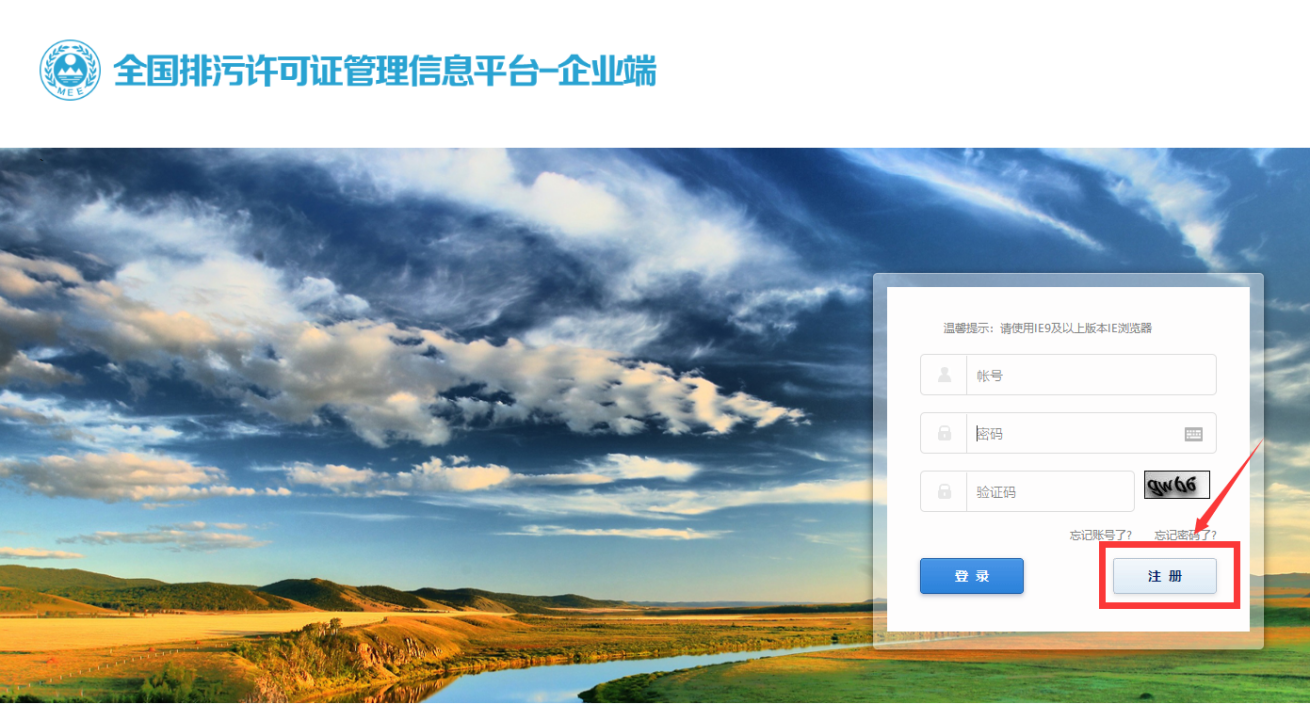 MEE
全国排污许可证管理信息平台-企业端
温馨提示：请使用IE9及以上版本IE浏览器
帐号
密码
验证码
忘记账号了? 忘记密码了?
登 录 注 册